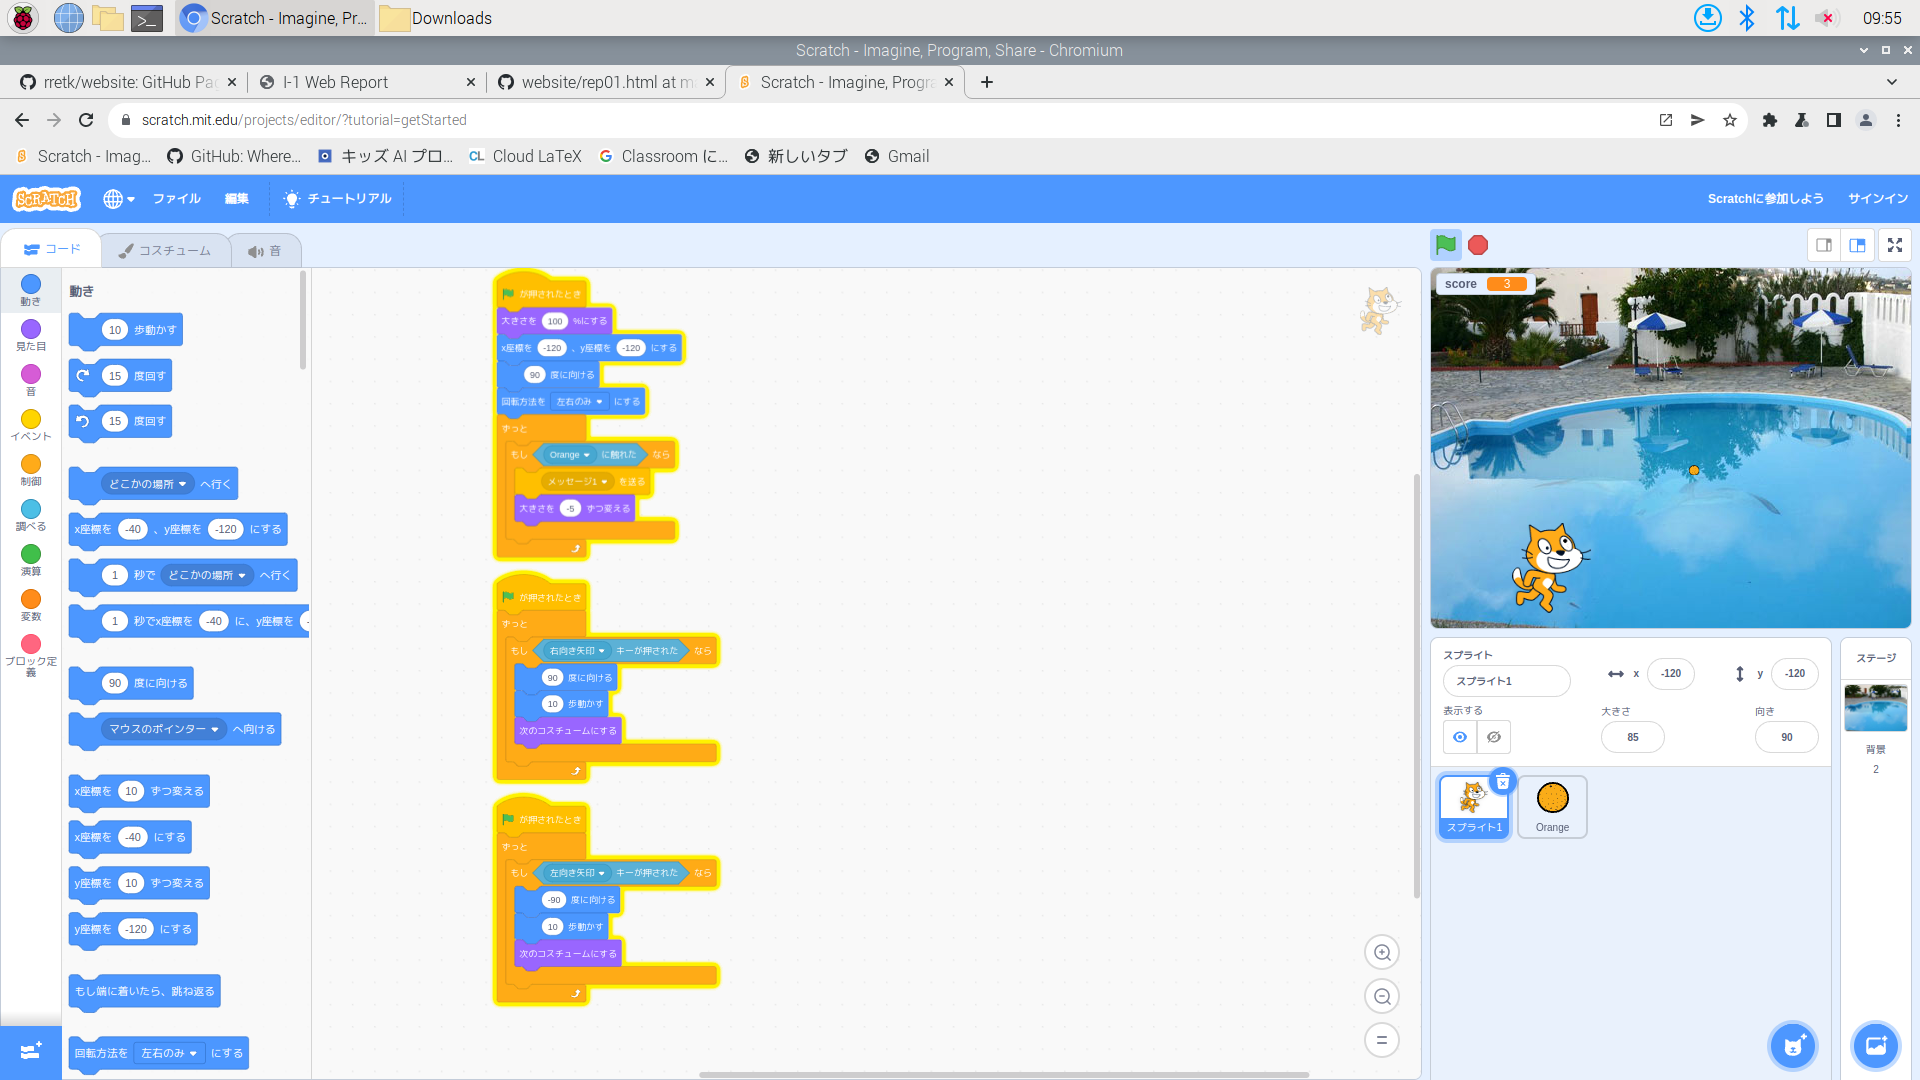 Scratch - Imagine, Pr...
Downloads
09:55
Scratch - Imagine, Program, Share - Chromium
rretk/website: GitHub Pag
I-1 Web Report
website/rep01.html at ma
Scratch - Imagine, Progra
scratch.mit.edu/projects/editor/?tutorial=getStarted
Scratch - Imag...
GitHub: Where...
キッズ AI プロ...
CL Cloud LaTeX
Classroom に...
新しいタブ
Gmail
SCRATCH
ファイル
編集
チュートリアル
Scratchに参加しよう
サインイン
コード
コスチューム
音
動き
見た目
音
イベント
制御
調べる
演算
変数
ブロック定義
動き
10 歩動かす
15 度回す
15 度回す
どこかの場所 へ行く
x座標を -40 、y座標を -120 にする
1 秒で どこかの場所 へ行く
1 秒でx座標を -40 に、y座標を -
90 度に向ける
マウスのポインター へ向ける
x座標を 10 ずつ変える
x座標を -40 にする
y座標を 10 ずつ変える
y座標を -120 にする
もし端に着いたら、跳ね返る
回転方法を 左右のみ にする
が押されたとき
大きさを 100 %にする
x座標を -120 、y座標を -120 にする
90 度に向ける
回転方法を 左右のみ にする
ずっと
もし Orange に触れた なら
メッセージ1 を送る
大きさを -5 ずつ変える
が押されたとき
ずっと
もし 右向き矢印 キーが押された なら
90 度に向ける
10 歩動かす
次のコスチュームにする
が押されたとき
ずっと
もし 左向き矢印 キーが押された なら
-90 度に向ける
10 歩動かす
次のコスチュームにする
score 3
スプライト
スプライト1
x -120
y -120
表示する
大きさ
85
向き
90
スプライト1
Orange
ステージ
背景
2